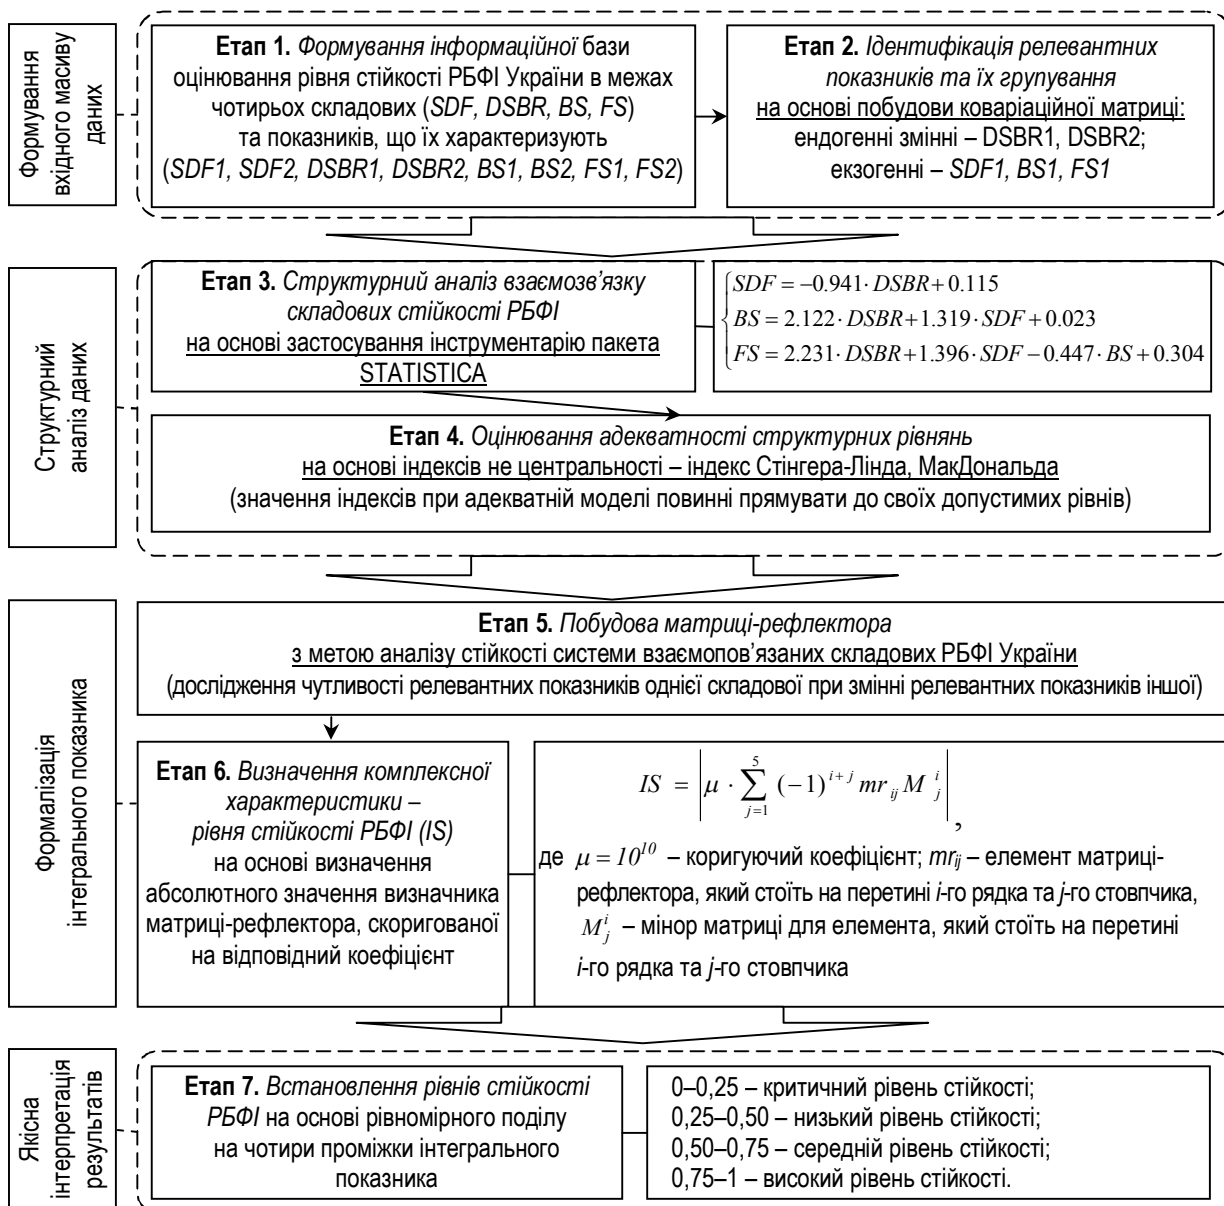 Формування
вхідного масиву
даних
Етап 1. Формування інформаційної бази
оцінювання рівня стійкості РБФІ України в межах
чотирьох складових (SDF, DSBR, BS, FS)
та показників, що їх характеризують
(SDF1, SDF2, DSBR1, DSBR2, BS1, BS2, FS1, FS2)
Етап 2. Ідентифікація релевантних
показників та їх групування
на основі побудови коваріаційної матриці:
ендогенні змінні – DSBR1, DSBR2;
екзогенні – SDF1, BS1, FS1
Структурний
аналіз даних
Етап 3. Структурний аналіз взаємозв’язку
складових стійкості РБФІ
на основі застосування інструментарію пакета
STATISTICA
SDF = −0.941· DSBR + 0.115
BS = 2.122· DSBR + 1.319· SDF + 0.023
FS = 2.231· DSBR + 1.396· SDF − 0.447· BS + 0.304
Етап 4. Оцінювання адекватності структурних рівнянь
на основі індексів не центральності – індекс Стінгера-Лінда, МакДональда
(значення індексів при адекватній моделі повинні прямувати до своїх допустимих рівнів)
Формалізація
інтегрального показника
Етап 5. Побудова матриці-рефлектора
з метою аналізу стійкості системи взаємопов’язаних складових РБФІ України
(дослідження чутливості релевантних показників однієї складової при змінні релевантних показників іншої)
Етап 6. Визначення комплексної
характеристики –
рівня стійкості РБФІ (IS)
на основі визначення
абсолютного значення визначника
матриці-рефлектора, скоригованої
на відповідний коефіцієнт
IS = |μ · ∑_{j=1}^{5} (−1)^{i+j} mr_{ij} M_j^i|,
де μ = 10^{10} – коригуючий коефіцієнт; mr_{ij} – елемент матриці-
рефлектора, який стоїть на перетині i-го рядка та j-го стовпчика,
M_j^i – мінор матриці для елемента, який стоїть на перетині
i-го рядка та j-го стовпчика
Якісна
інтерпретація
результатів
Етап 7. Встановлення рівнів стійкості
РБФІ на основі рівномірного поділу
на чотири проміжки інтегрального
показника
0–0,25 – критичний рівень стійкості;
0,25–0,50 – низький рівень стійкості;
0,50–0,75 – середній рівень стійкості;
0,75–1 – високий рівень стійкості.